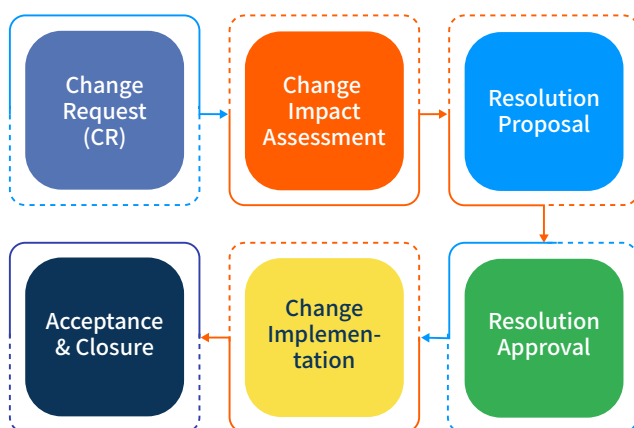 Change
Request
(CR)
Change
Impact
Assessment
Resolution
Proposal
Acceptance
& Closure
Change
Implemen-
tation
Resolution
Approval